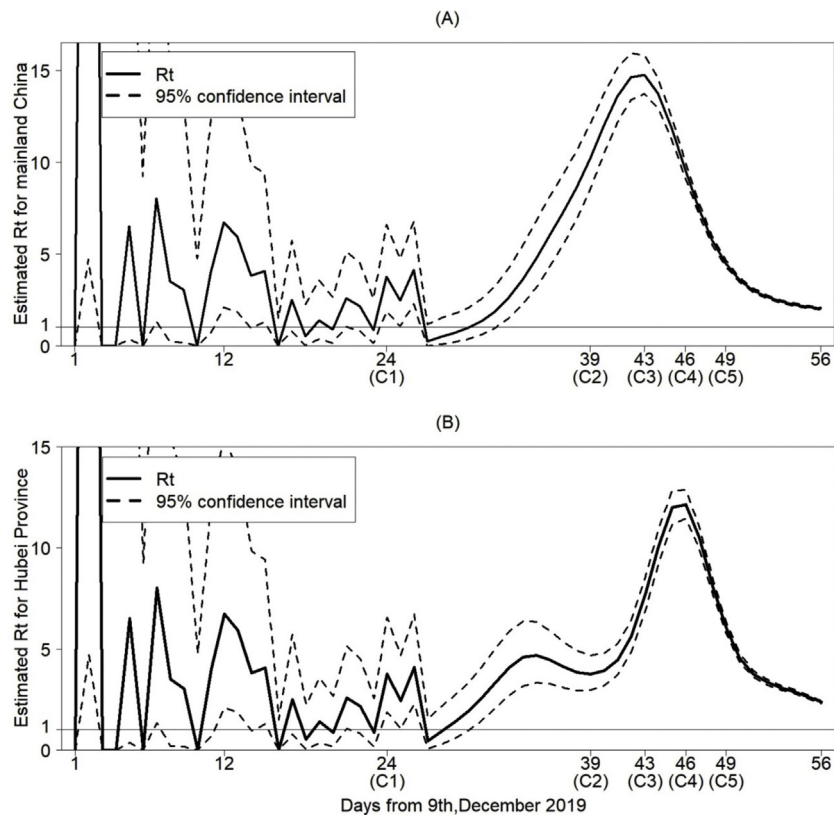 (A)
Estimated Rt for mainland China
15
10
5
1
0
Rt
95% confidence interval
1 12 24 39 43 46 49 56
(C1) (C2) (C3) (C4) (C5)
(B)
Estimated Rt for Hubei Province
15
10
5
1
0
Rt
95% confidence interval
1 12 24 39 43 46 49 56
(C1) (C2) (C3) (C4) (C5)
Days from 9th,December 2019